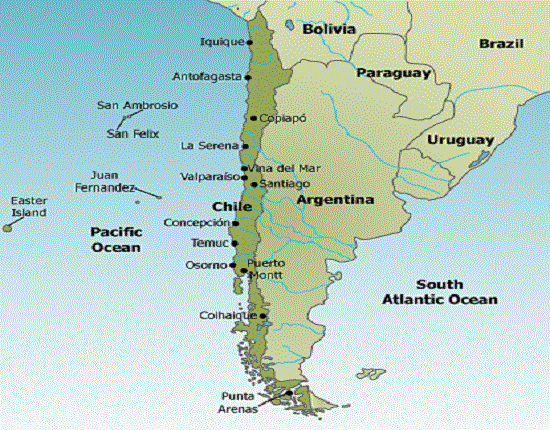 Bolivia
Iquique
Brazil
Paraguay
Antofagasta
San Ambrosio
Copiapó
San Felix
Uruguay
La Serena
Vina del Mar
Juan
Fernandez
Valparaíso
Santiago
Easter
Island
Chile
Argentina
Concepción
Pacific
Ocean
Temuc
Osorno
Puerto
Montt
South
Atlantic Ocean
Coihaique
Punta
Arenas